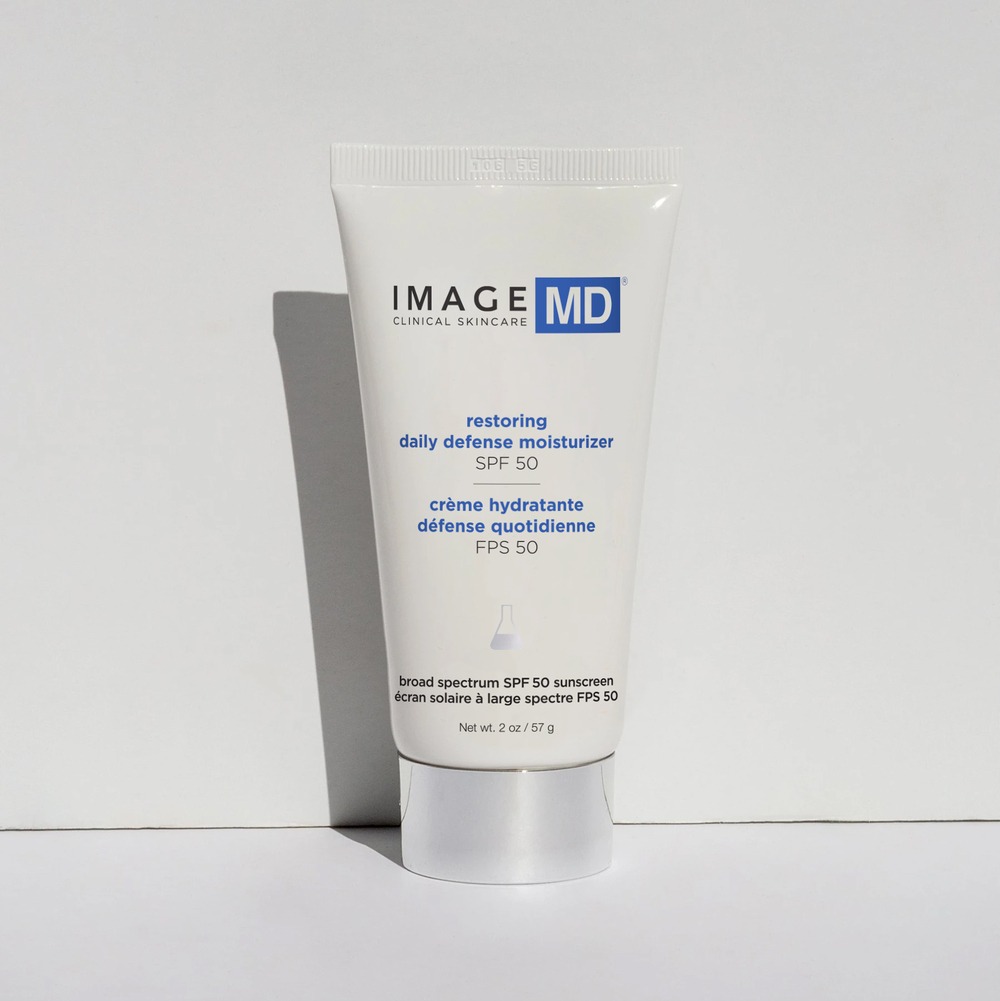 IMAGE MD®
CLINICAL SKINCARE
restoring
daily defense moisturizer
SPF 50
crème hydratante
défense quotidienne
FPS 50
broad spectrum SPF 50 sunscreen
écran solaire à large spectre FPS 50
Net wt. 2 oz / 57 g